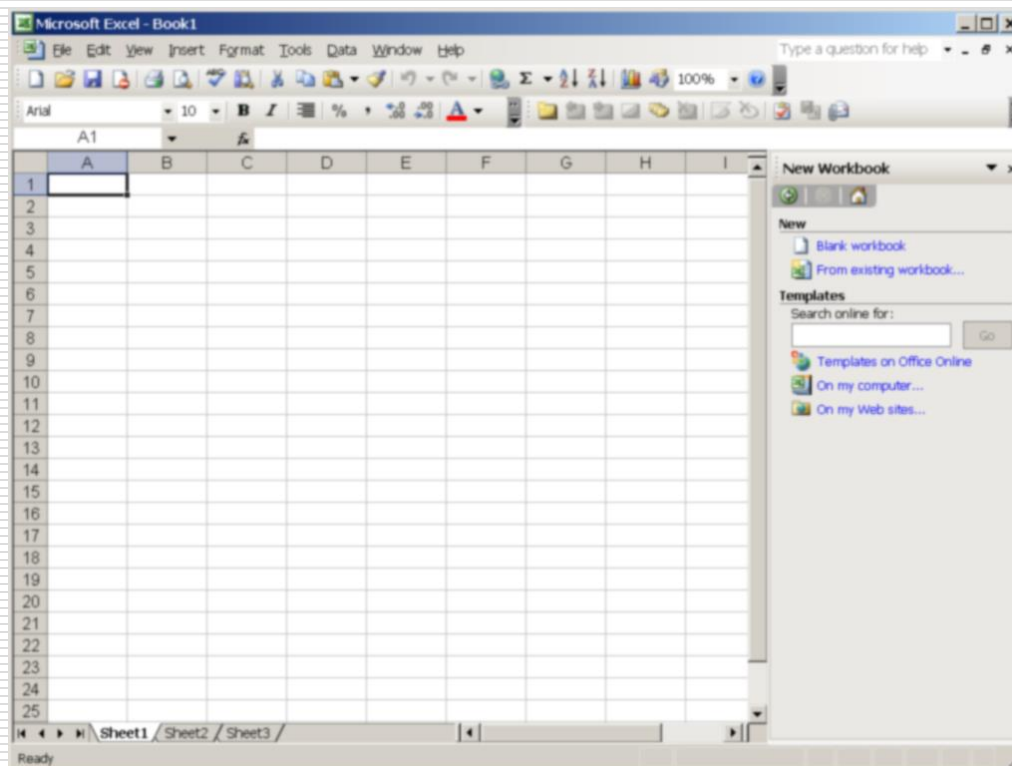 Microsoft Excel - Book1
File Edit View Insert Format Tools Data Window Help Type a question for help
100%
Arial 10 B I % , A
A1 fx
A B C D E F G H I
1
2
3
4
5
6
7
8
9
10
11
12
13
14
15
16
17
18
19
20
21
22
23
24
25
Sheet1 Sheet2 Sheet3
Ready
New Workbook
New
Blank workbook
From existing workbook...
Templates
Search online for:
Go
Templates on Office Online
On my computer...
On my Web sites...